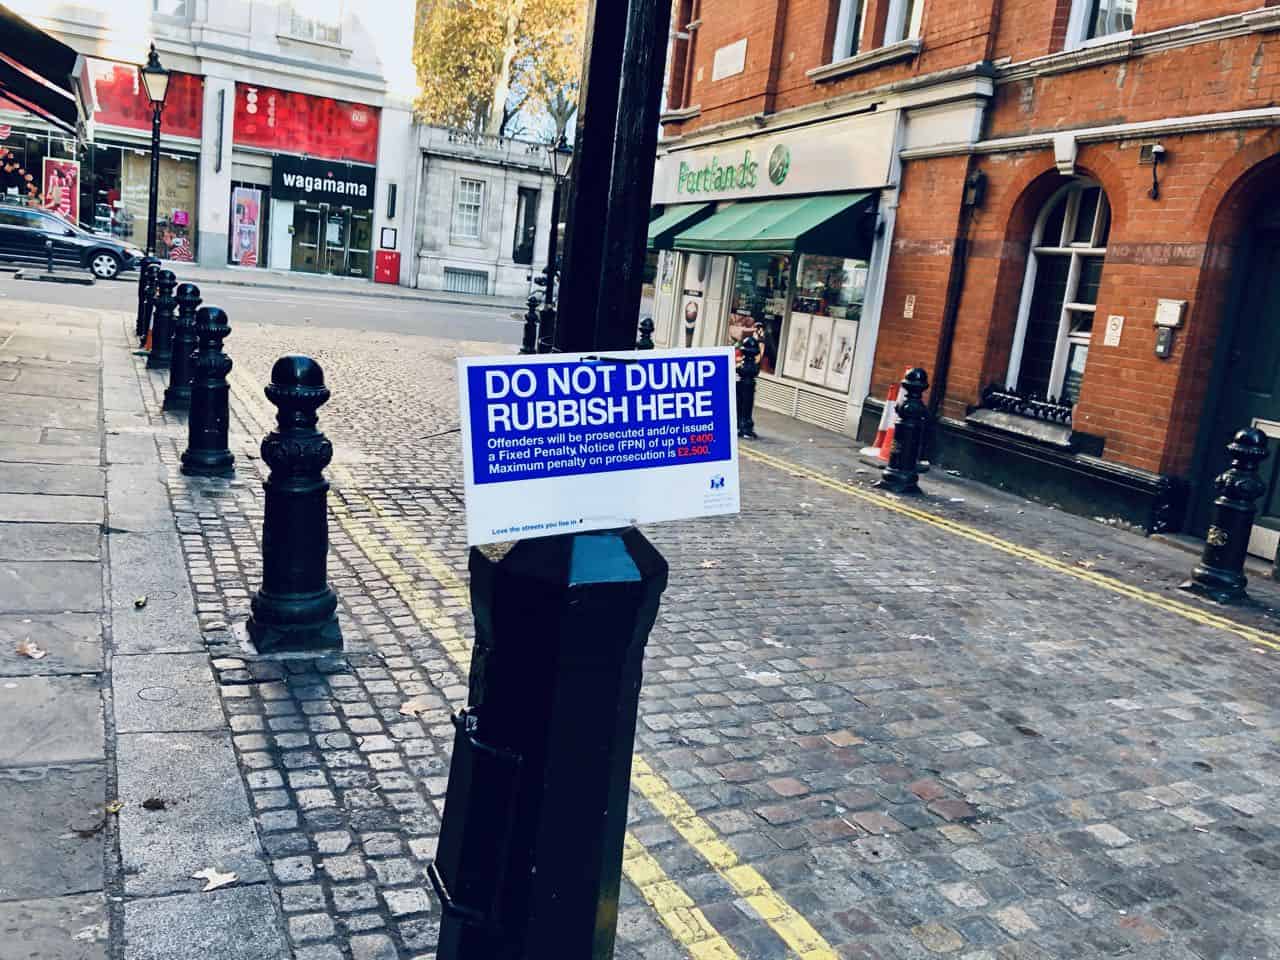 wagamama
Portlands
NO PARKING
DO NOT DUMP
RUBBISH HERE
Offenders will be prosecuted and/or issued
a Fixed Penalty Notice (FPN) of up to £400.
Maximum penalty on prosecution is £2,500.
Love the streets you live in